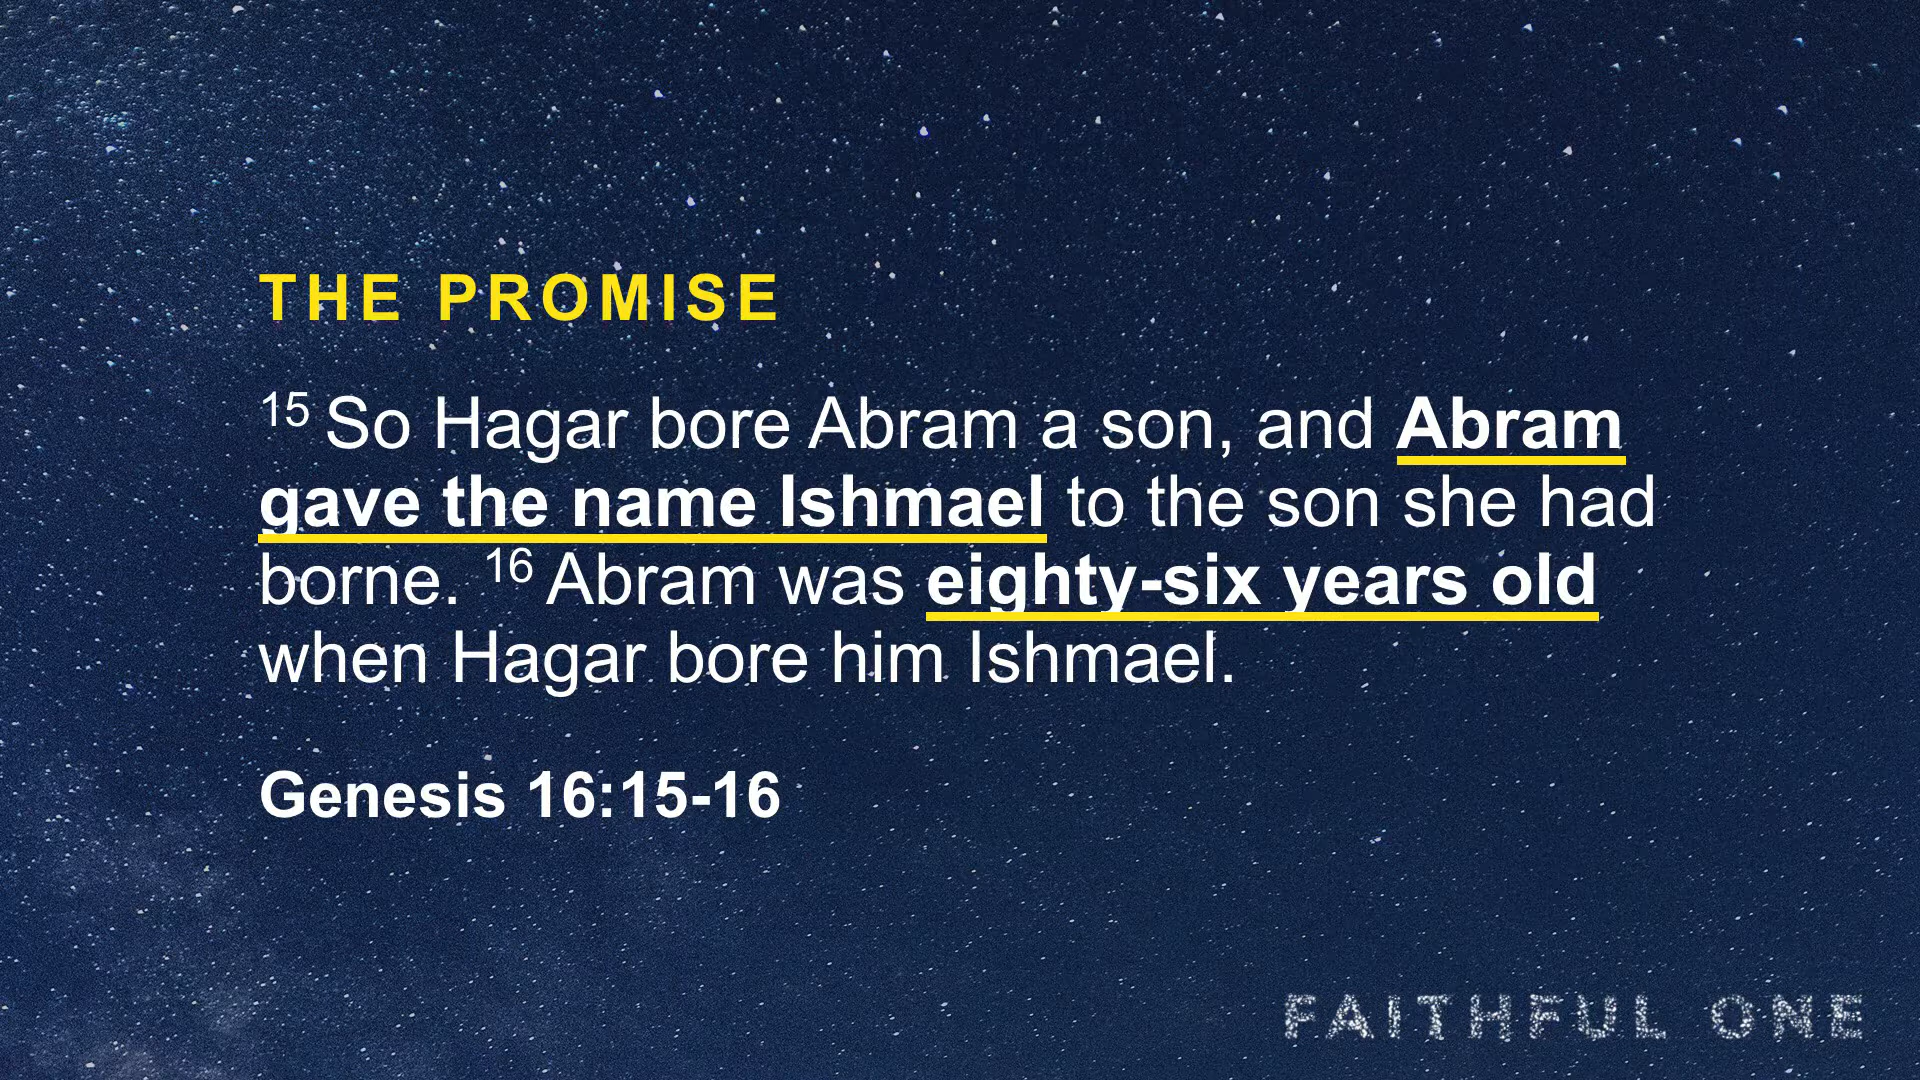 THE PROMISE
15 So Hagar bore Abram a son, and Abram
gave the name Ishmael to the son she had
borne. 16 Abram was eighty-six years old
when Hagar bore him Ishmael.
Genesis 16:15-16
FAITHFUL ONE